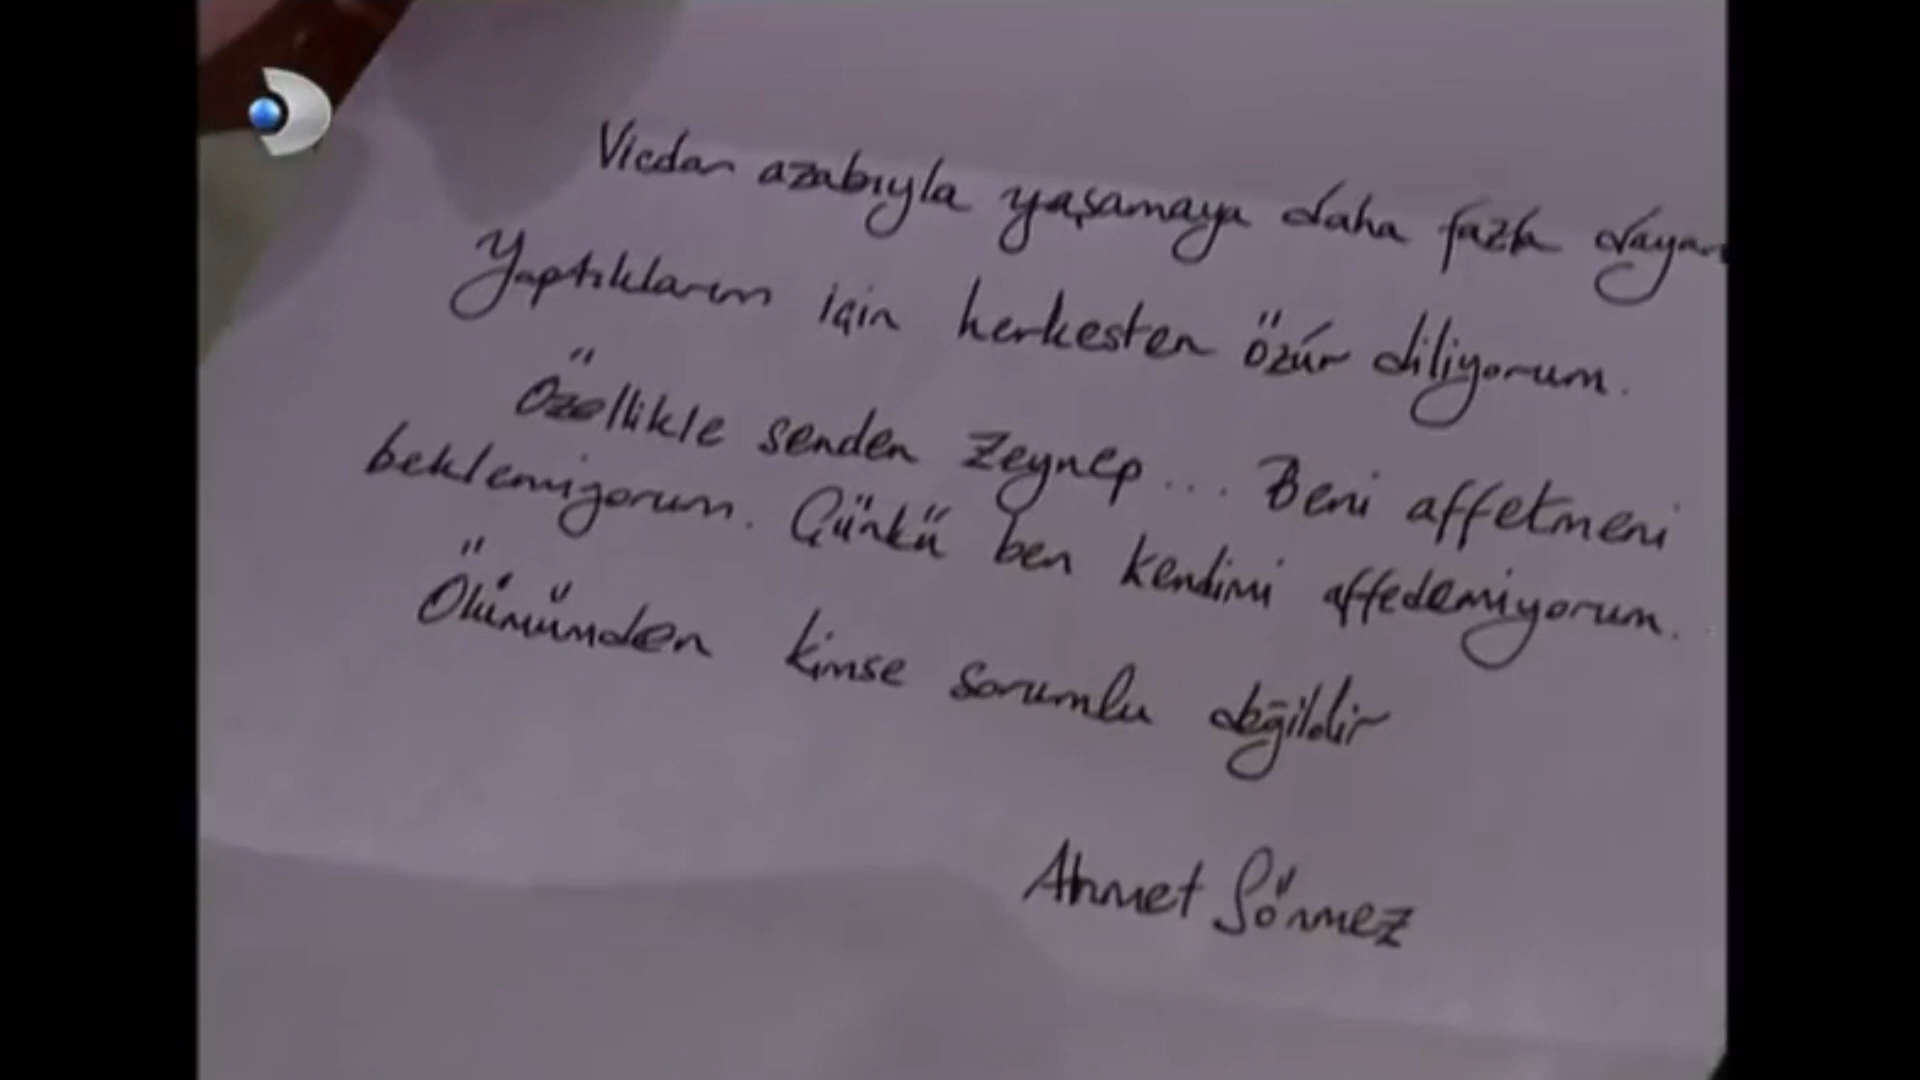 Vicdan azabıyla yaşamaya daha fazla dayan
Yaptıklarım için herkesten özür diliyorum.
Özellikle senden Zeynep... Beni affetmeni
beklemiyorum. Çünkü ben kendimi affedemiyorum.
Ölümümden kimse sorumlu değildir
Ahmet Sönmez